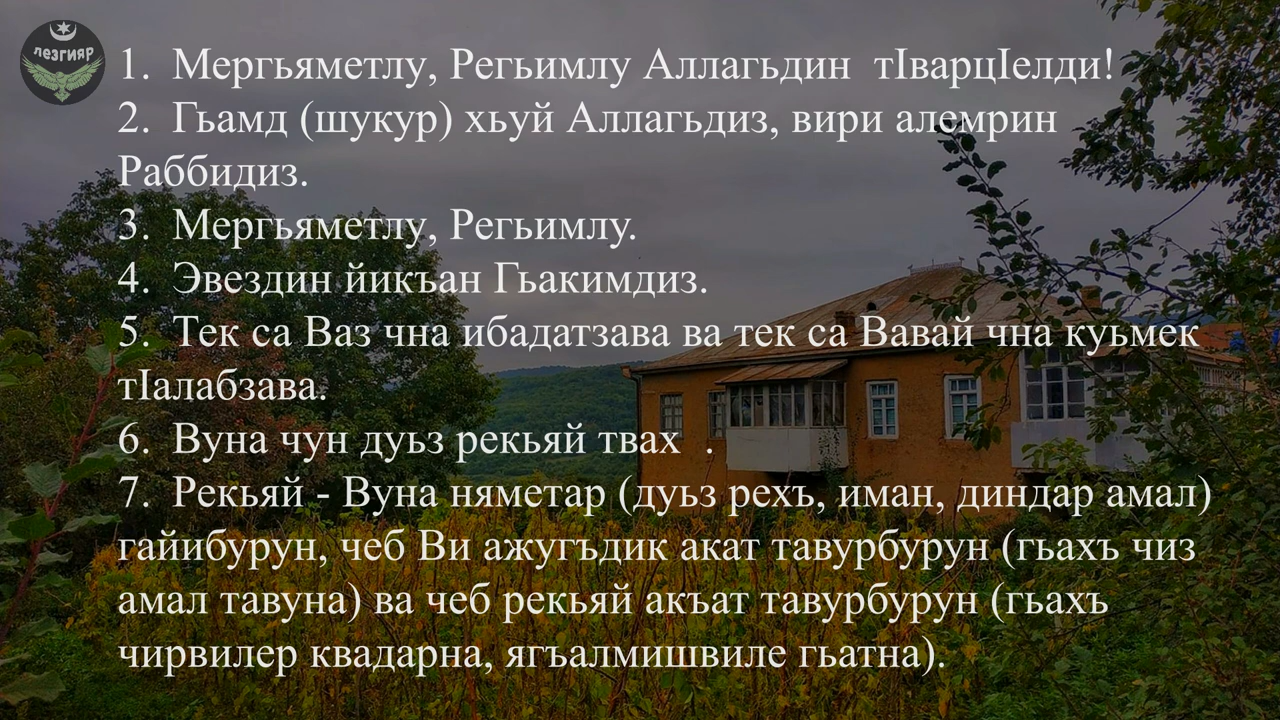 лезгияр
1. Мергьяметлу, Регьимлу Аллагьдин тӀварцӀелди!
2. Гьамд (шукур) хьуй Аллагьдиз, вири алемрин
Раббидиз.
3. Мергьяметлу, Регьимлу.
4. Эвездин йикъан Гьакимдиз.
5. Тек са Ваз чна ибадатзава ва тек са Вавай чна куьмек
тӀалабзава.
6. Вуна чун дуьз рекьяй твах .
7. Рекьяй - Вуна няметар (дуьз рехъ, иман, диндар амал)
гайибурун, чеб Ви ажугъдик акат тавурбурун (гьахъ чиз
амал тавуна) ва чеб рекьяй акъат тавурбурун (гьахъ
чирвилер квадарна, ягъалмишвиле гьатна).